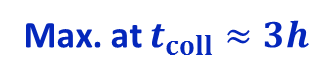 Max. at t_coll ≈ 3h